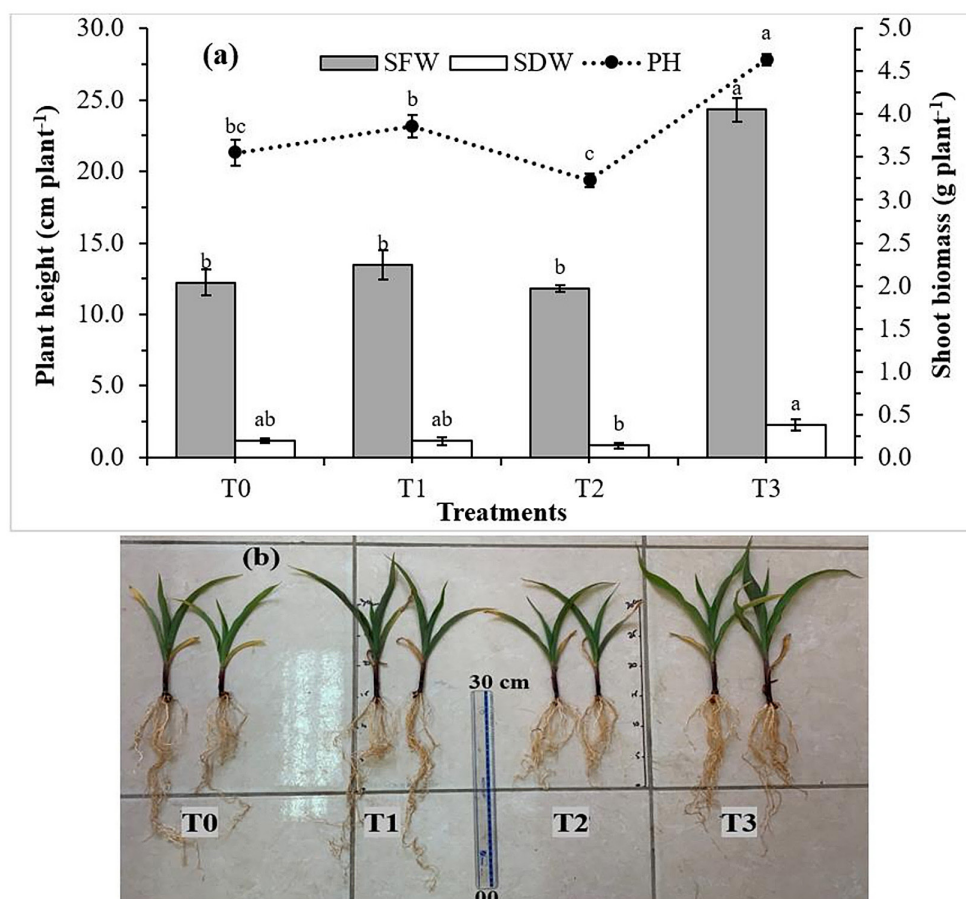 (a)
SFW SDW PH
30.0
25.0
20.0
15.0
10.0
5.0
0.0
Plant height (cm plant⁻¹)
5.0
4.5
4.0
3.5
3.0
2.5
2.0
1.5
1.0
0.5
0.0
Shoot biomass (g plant⁻¹)
bc
b
c
a
b
b
b
a
ab
ab
b
a
T0 T1 T2 T3
Treatments
(b)
30 cm
T0 T1 T2 T3
00